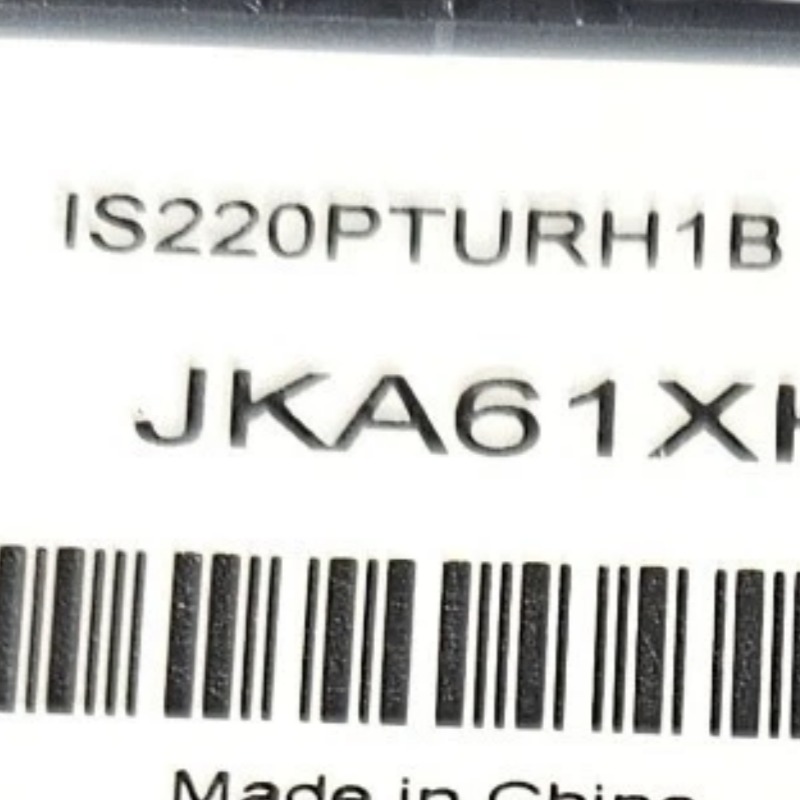 IS220PTURH1B
JKA61X
Made in China